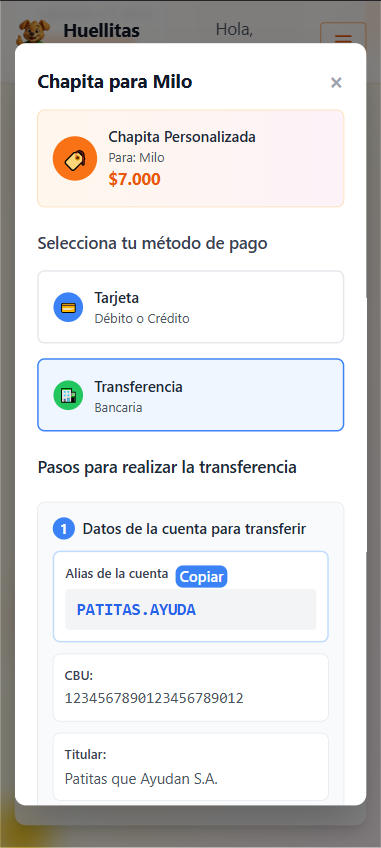 Huellitas
Hola,
Chapita para Milo
×
Chapita Personalizada
Para: Milo
$7.000
Selecciona tu método de pago
Tarjeta
Débito o Crédito
Transferencia
Bancaria
Pasos para realizar la transferencia
1 Datos de la cuenta para transferir
Alias de la cuenta Copiar
PATITAS.AYUDA
CBU:
1234567890123456789012
Titular:
Patitas que Ayudan S.A.